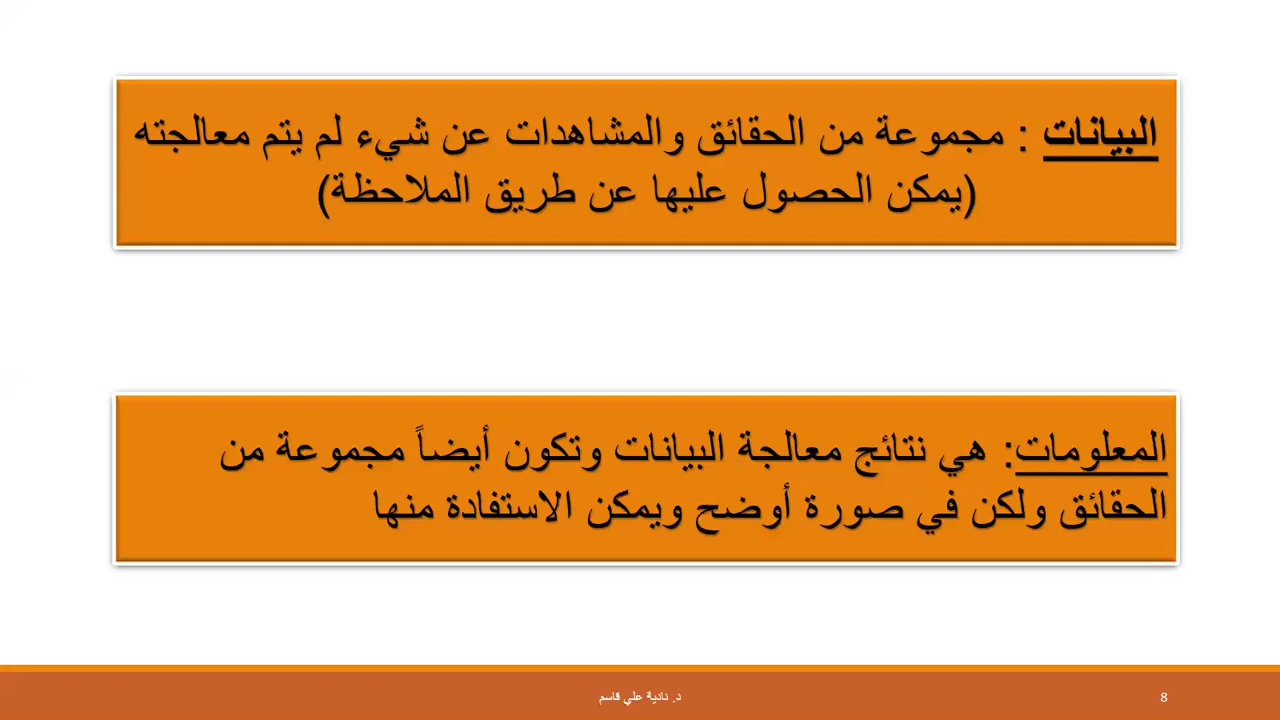 البيانات : مجموعة من الحقائق والمشاهدات عن شيء لم يتم معالجته
(يمكن الحصول عليها عن طريق الملاحظة)
المعلومات: هي نتائج معالجة البيانات وتكون أيضاً مجموعة من
الحقائق ولكن في صورة أوضح ويمكن الاستفادة منها
د. نادية علي قاسم
8